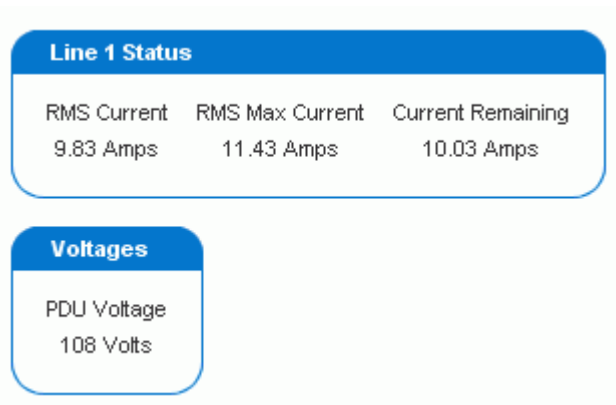 Line 1 Status
RMS Current RMS Max Current Current Remaining
9.83 Amps 11.43 Amps 10.03 Amps
Voltages
PDU Voltage
108 Volts